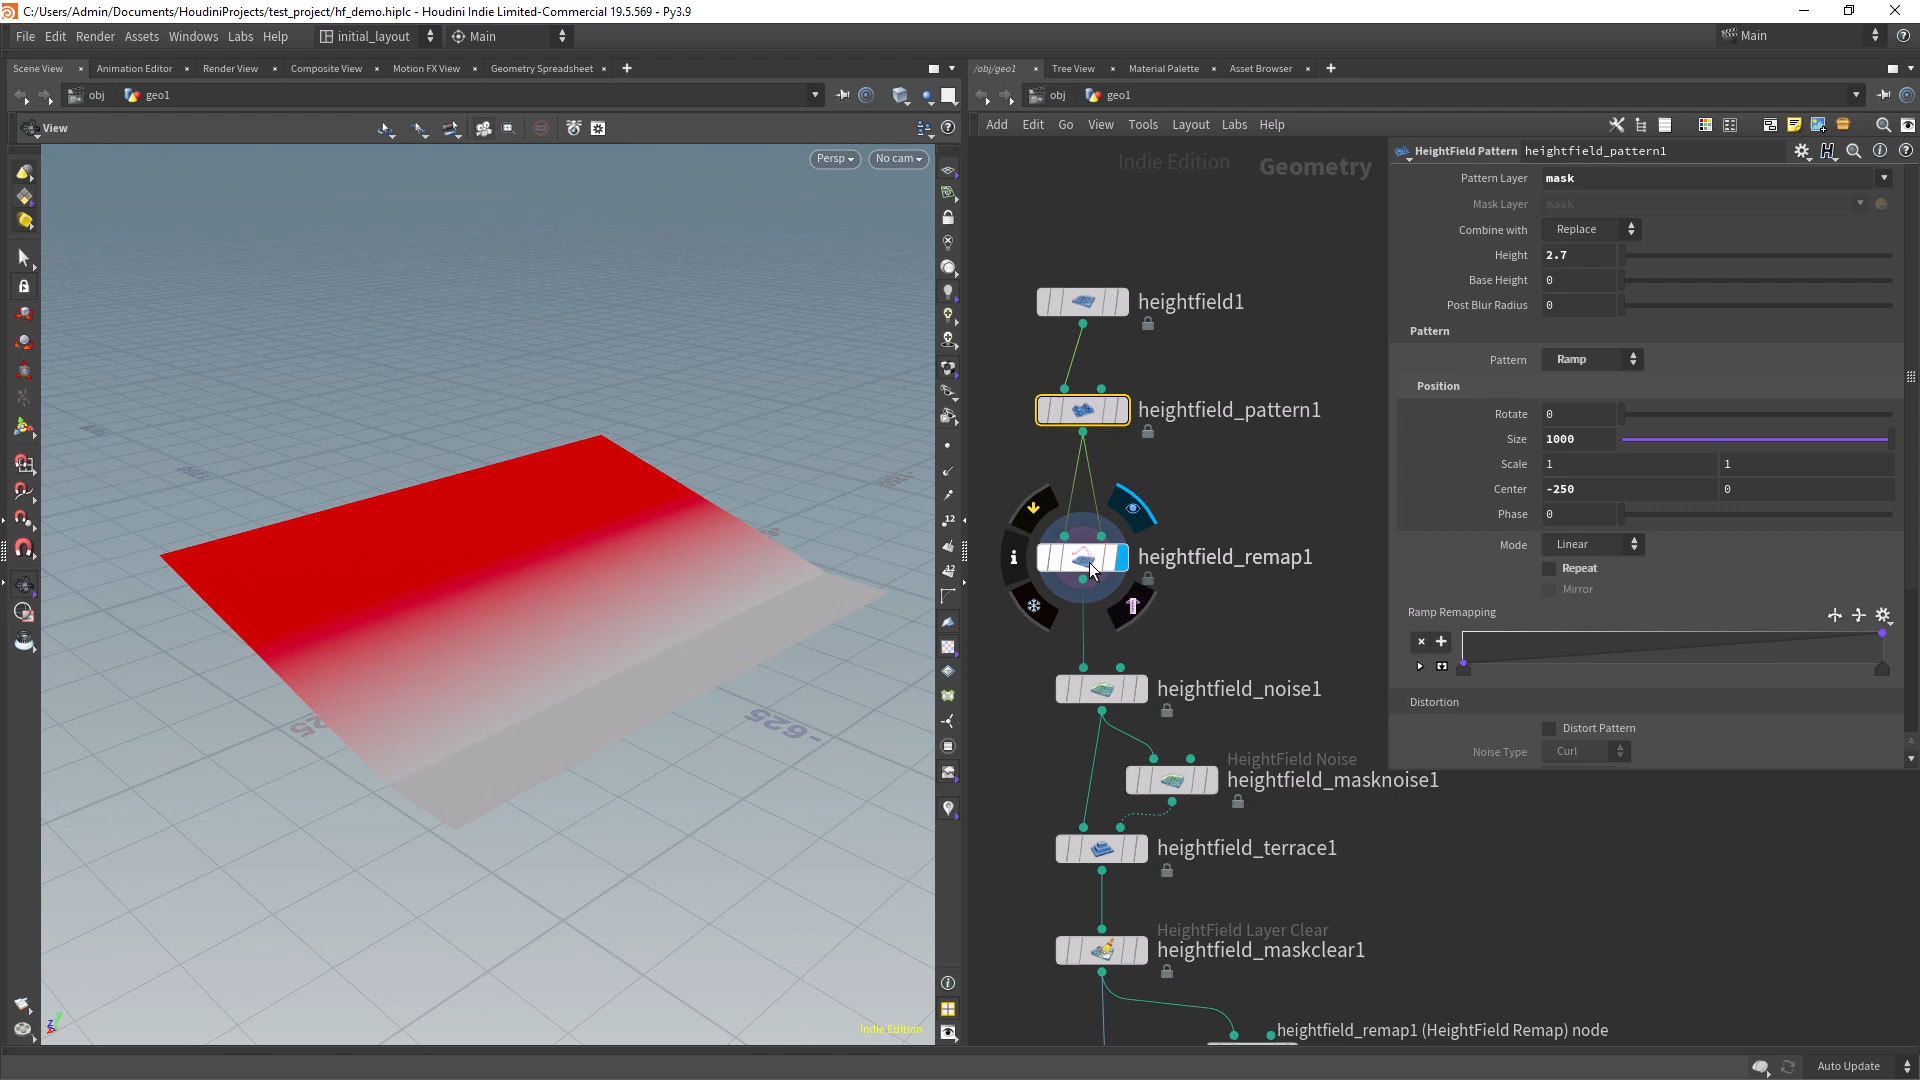 C:/Users/Admin/Documents/HoudiniProjects/test_project/hf_demo.hiplc - Houdini Indie Limited-Commercial 19.5.569 - Py3.9
File Edit Render Assets Windows Labs Help initial_layout Main Main
Scene View Animation Editor Render View Composite View Motion FX View Geometry Spreadsheet
/obj/geo1 Tree View Material Palette Asset Browser
obj geo1
obj geo1
View
Add Edit Go View Tools Layout Labs Help
Persp No cam
Indie Edition Geometry
HeightField Pattern heightfield_pattern1
Pattern Layer mask
Mask Layer mask
Combine with Replace
Height 2.7
Base Height 0
Post Blur Radius 0
Pattern
Pattern Ramp
Position
Rotate 0
Size 1000
Scale 1 1
Center -250 0
Phase 0
Mode Linear
Repeat
Mirror
Ramp Remapping
Distortion
Distort Pattern
Noise Type Curl
heightfield1
heightfield_pattern1
heightfield_remap1
heightfield_noise1
HeightField Noise
heightfield_masknoise1
heightfield_terrace1
HeightField Layer Clear
heightfield_maskclear1
heightfield_remap1 (HeightField Remap) node
12
12
-625
Indie Edition
Auto Update